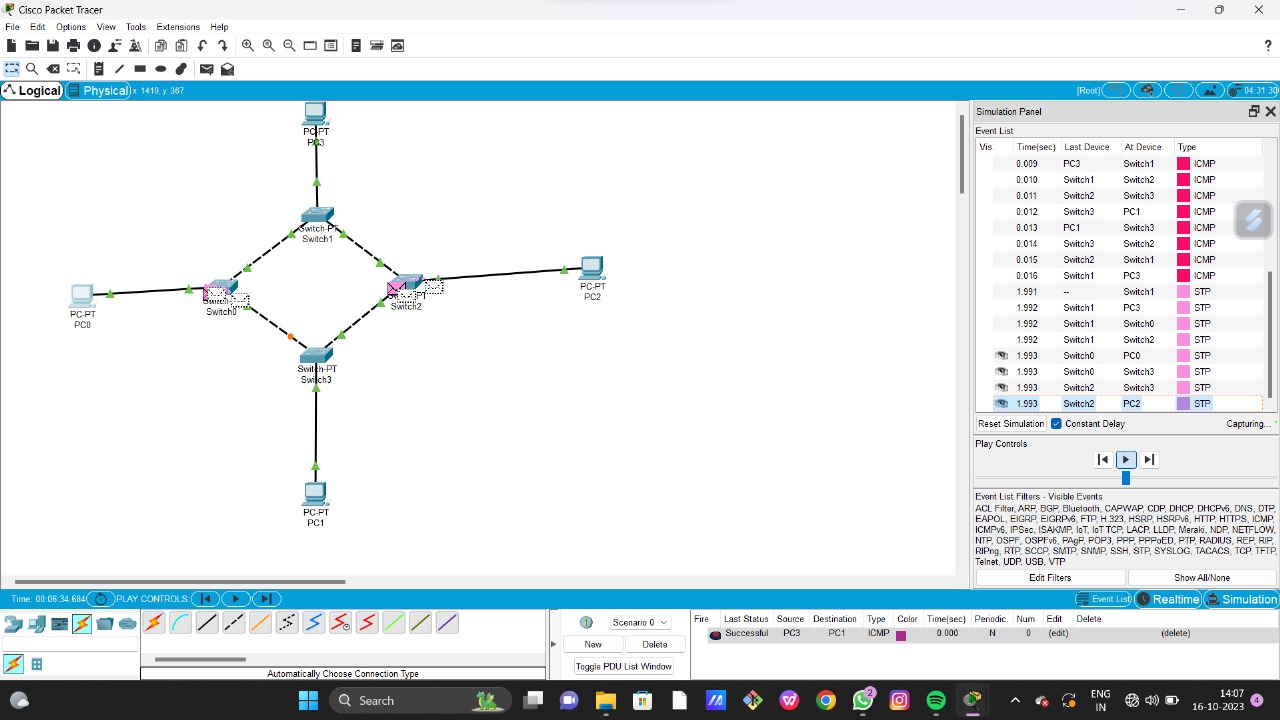 Cisco Packet Tracer
File Edit Options View Tools Extensions Help
?
Logical Physical x: 1419, y: 367 [Root] 04:31:30
PC-PT
PC3
Switch-PT
Switch1
PC-PT
PC0
Switch0
Switch2
PC-PT
PC2
Switch-PT
Switch3
PC-PT
PC1
Simulation Panel
Event List
Vis. Time(sec) Last Device At Device Type
0.009 PC3 Switch1 ICMP
0.010 Switch1 Switch2 ICMP
0.011 Switch2 Switch3 ICMP
0.012 Switch3 PC1 ICMP
0.013 PC1 Switch3 ICMP
0.014 Switch3 Switch2 ICMP
0.015 Switch2 Switch1 ICMP
0.016 Switch1 PC3 ICMP
1.991 -- Switch1 STP
1.992 Switch1 PC3 STP
1.992 Switch1 Switch0 STP
1.992 Switch1 Switch2 STP
1.993 Switch0 PC0 STP
1.993 Switch0 Switch3 STP
1.993 Switch2 Switch3 STP
1.993 Switch2 PC2 STP
Reset Simulation Constant Delay Capturing...
Play Controls
Event List Filters - Visible Events
ACL Filter, ARP, BGP, Bluetooth, CAPWAP, CDP, DHCP, DHCPv6, DNS, DTP,
EAPOL, EIGRP, EIGRPv6, FTP, H.323, HSRP, HSRPv6, HTTP, HTTPS, ICMP,
ICMPv6, IPSec, ISAKMP, IoT, IoT TCP, LACP, LLDP, Meraki, NDP, NETFLOW,
NTP, OSPF, OSPFv6, PAgP, POP3, PPP, PPPoED, PTP, RADIUS, REP, RIP,
RIPng, RTP, SCCP, SMTP, SNMP, SSH, STP, SYSLOG, TACACS, TCP, TFTP,
Telnet, UDP, USB, VTP
Edit Filters Show All/None
Time: 00:06:34.684 PLAY CONTROLS: Event List Realtime Simulation
Scenario 0
New Delete
Toggle PDU List Window
Fire Last Status Source Destination Type Color Time(sec) Periodic Num Edit Delete
Successful PC3 PC1 ICMP 0.000 N 0 (edit) (delete)
Automatically Choose Connection Type
Search
2
ENG
IN
14:07
16-10-2023
4